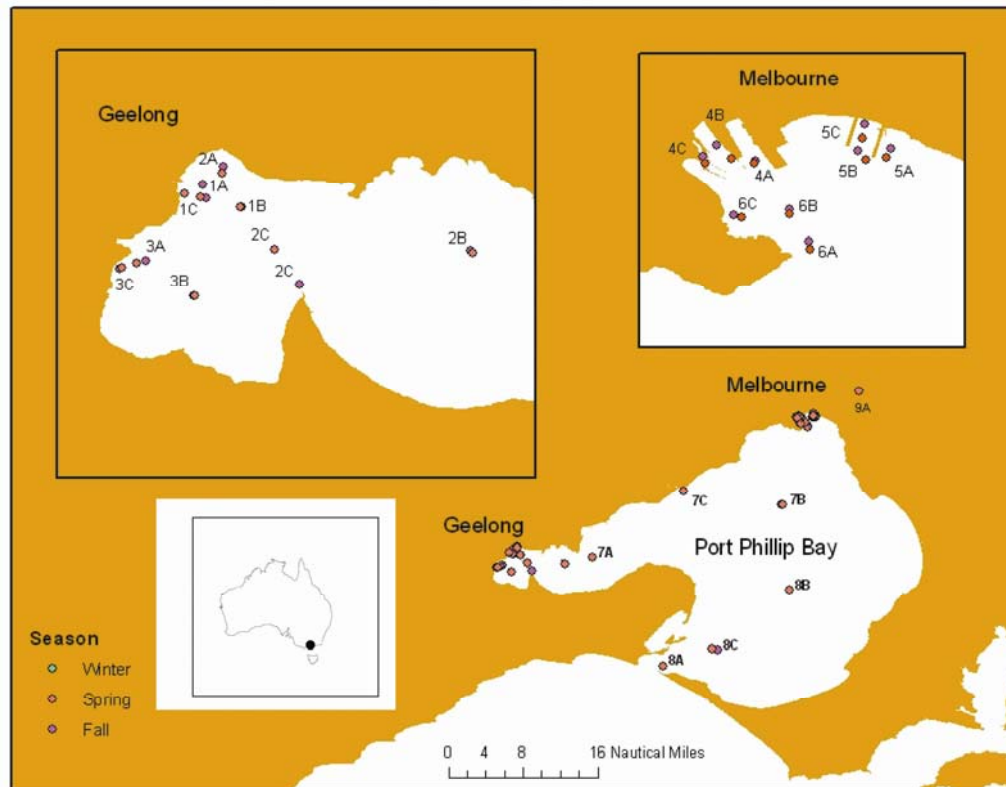 Geelong
2A
1A
1C
1B
2C
2B
3A
2C
3C
3B
Melbourne
4B
4C
5C
4A
5B
5A
6C
6B
6A
Melbourne
9A
7C
7B
Geelong
7A
Port Phillip Bay
8B
8C
8A
Season
Winter
Spring
Fall
0 4 8 16 Nautical Miles